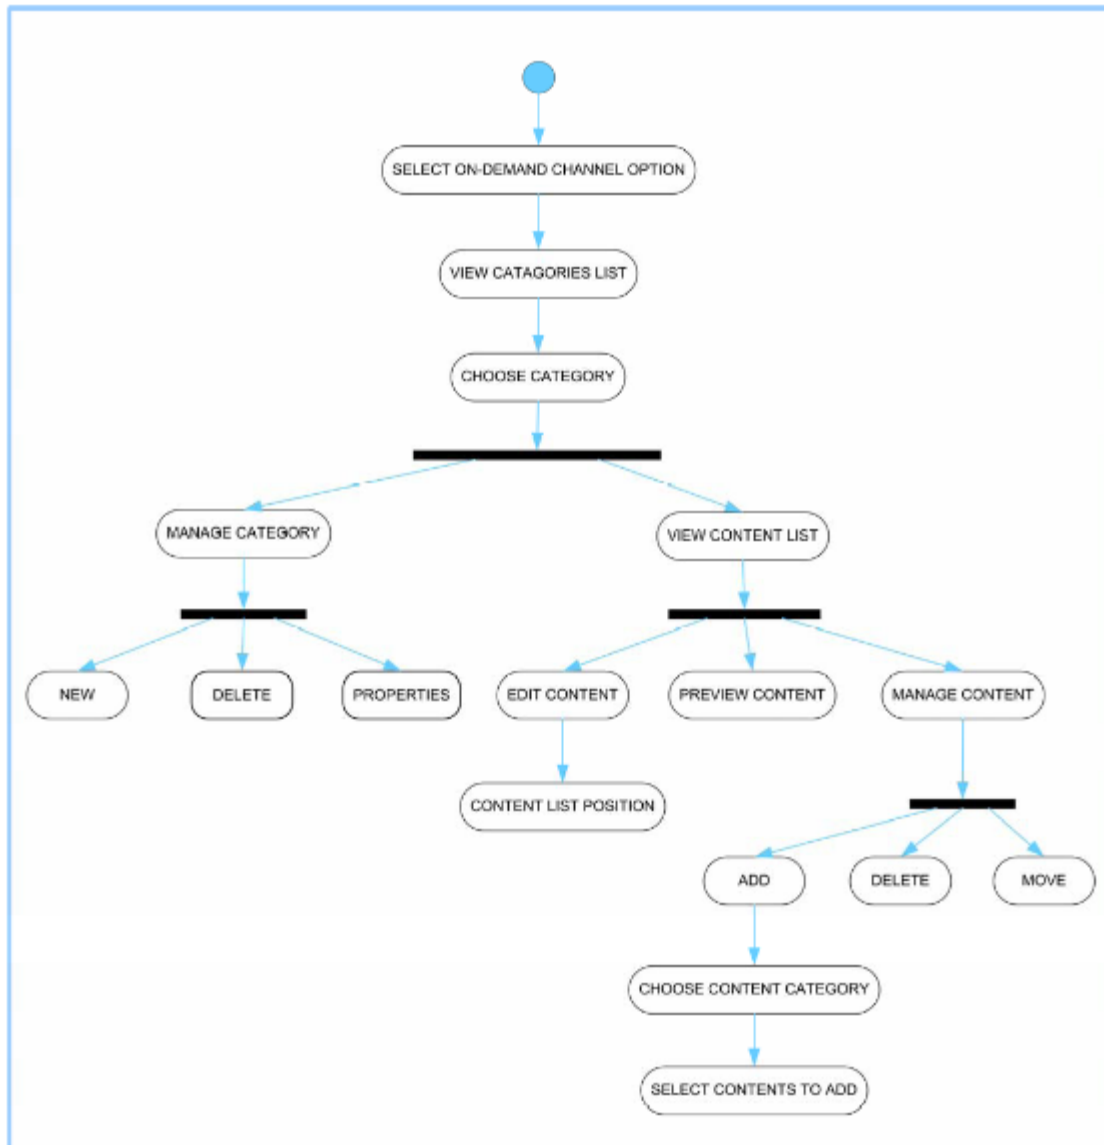 SELECT ON-DEMAND CHANNEL OPTION
VIEW CATAGORIES LIST
CHOOSE CATEGORY
MANAGE CATEGORY
VIEW CONTENT LIST
NEW
DELETE
PROPERTIES
EDIT CONTENT
PREVIEW CONTENT
MANAGE CONTENT
CONTENT LIST POSITION
ADD
DELETE
MOVE
CHOOSE CONTENT CATEGORY
SELECT CONTENTS TO ADD